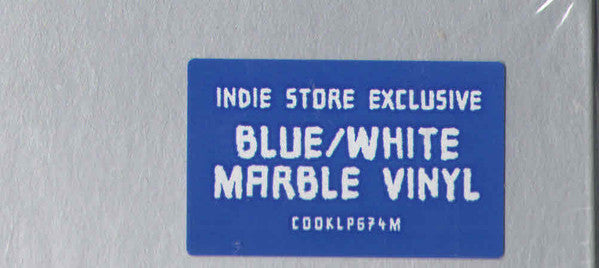 INDIE STORE EXCLUSIVE
BLUE/WHITE
MARBLE VINYL
COOKLP674M